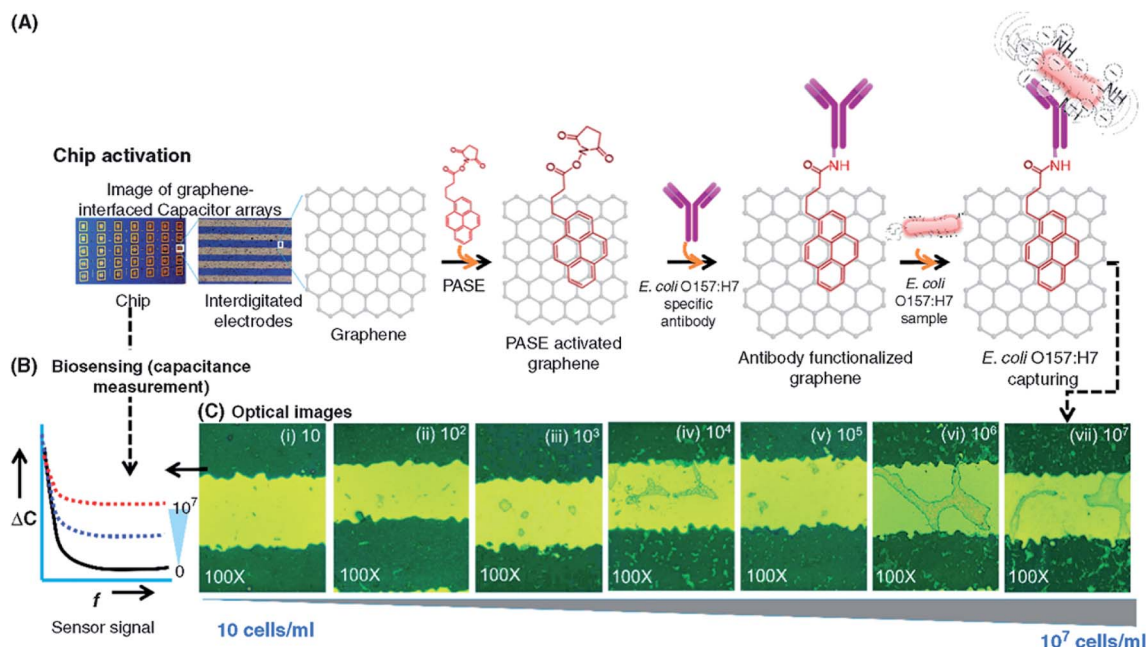 (A)
Chip activation
Image of graphene-
interfaced Capacitor arrays
Chip
Interdigitated
electrodes
Graphene
O
N
O
O
O
PASE
O
N
O
O
O
PASE activated
graphene
E. coli O157:H7
specific
antibody
O
NH
Antibody functionalized
graphene
E. coli
O157:H7
sample
NH
NH
NH
O
NH
E. coli O157:H7
capturing
(B)
Biosensing (capacitance
measurement)
ΔC
10⁷
0
f
Sensor signal
(C) Optical images
(i) 10
100X
(ii) 10²
100X
(iii) 10³
100X
(iv) 10⁴
100X
(v) 10⁵
100X
(vi) 10⁶
100X
(vii) 10⁷
100X
10 cells/ml
10⁷ cells/ml